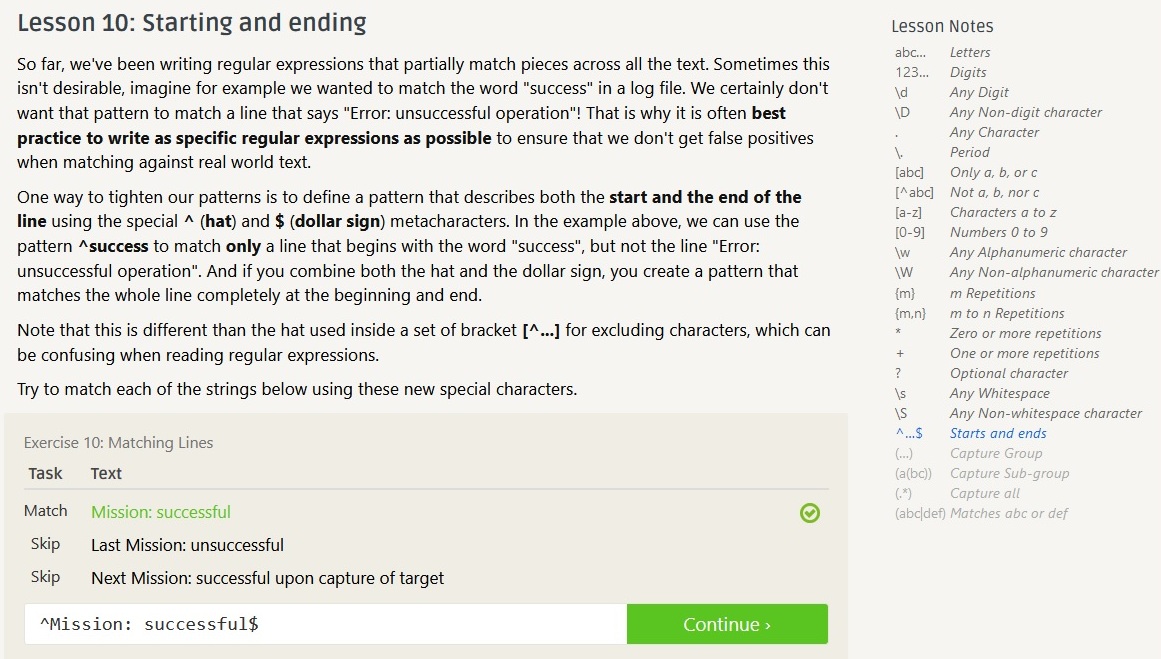 Lesson 10: Starting and ending
So far, we've been writing regular expressions that partially match pieces across all the text. Sometimes this
isn't desirable, imagine for example we wanted to match the word "success" in a log file. We certainly don't
want that pattern to match a line that says "Error: unsuccessful operation"! That is why it is often best
practice to write as specific regular expressions as possible to ensure that we don't get false positives
when matching against real world text.
One way to tighten our patterns is to define a pattern that describes both the start and the end of the
line using the special ^ (hat) and $ (dollar sign) metacharacters. In the example above, we can use the
pattern ^success to match only a line that begins with the word "success", but not the line "Error:
unsuccessful operation". And if you combine both the hat and the dollar sign, you create a pattern that
matches the whole line completely at the beginning and end.
Note that this is different than the hat used inside a set of bracket [^...] for excluding characters, which can
be confusing when reading regular expressions.
Try to match each of the strings below using these new special characters.
Exercise 10: Matching Lines
Task Text
Match Mission: successful
Skip Last Mission: unsuccessful
Skip Next Mission: successful upon capture of target
^Mission: successful$
Continue ›
Lesson Notes
abc... Letters
123... Digits
\d Any Digit
\D Any Non-digit character
. Any Character
\. Period
[abc] Only a, b, or c
[^abc] Not a, b, nor c
[a-z] Characters a to z
[0-9] Numbers 0 to 9
\w Any Alphanumeric character
\W Any Non-alphanumeric character
{m} m Repetitions
{m,n} m to n Repetitions
* Zero or more repetitions
+ One or more repetitions
? Optional character
\s Any Whitespace
\S Any Non-whitespace character
^...$ Starts and ends
(...) Capture Group
(a(bc)) Capture Sub-group
(.*) Capture all
(abc|def) Matches abc or def